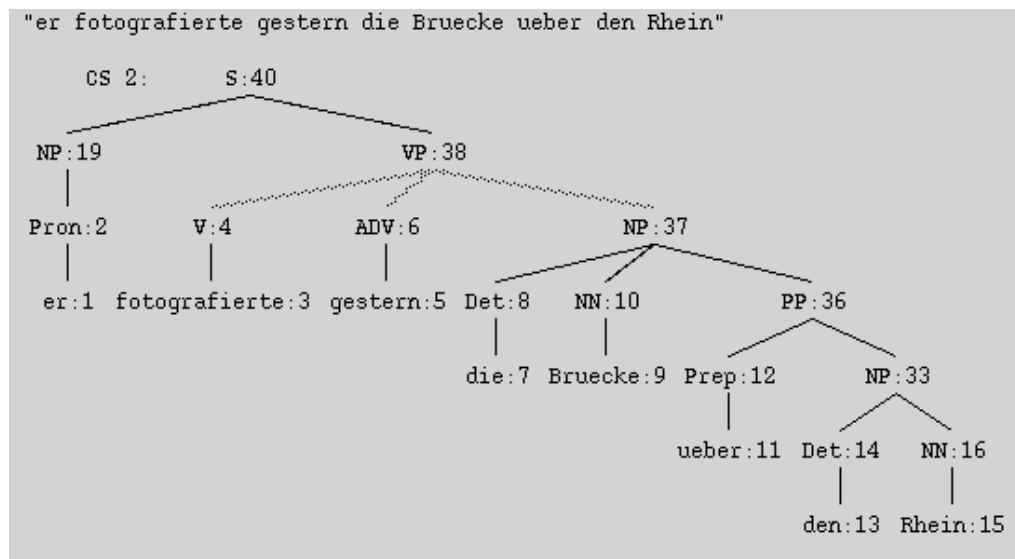 "er fotografierte gestern die Bruecke ueber den Rhein"
CS 2: S:40
NP:19 VP:38
Pron:2 V:4 ADV:6 NP:37
er:1 fotografierte:3 gestern:5 Det:8 NN:10 PP:36
die:7 Bruecke:9 Prep:12 NP:33
ueber:11 Det:14 NN:16
den:13 Rhein:15